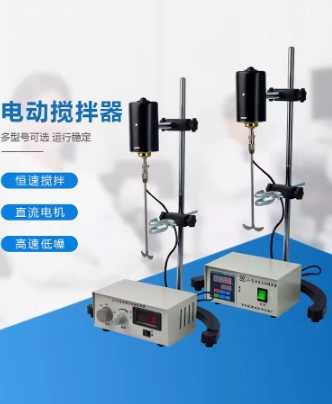 电动搅拌器
多型号可选 运行稳定
恒速搅拌
直流电机
高速低噪